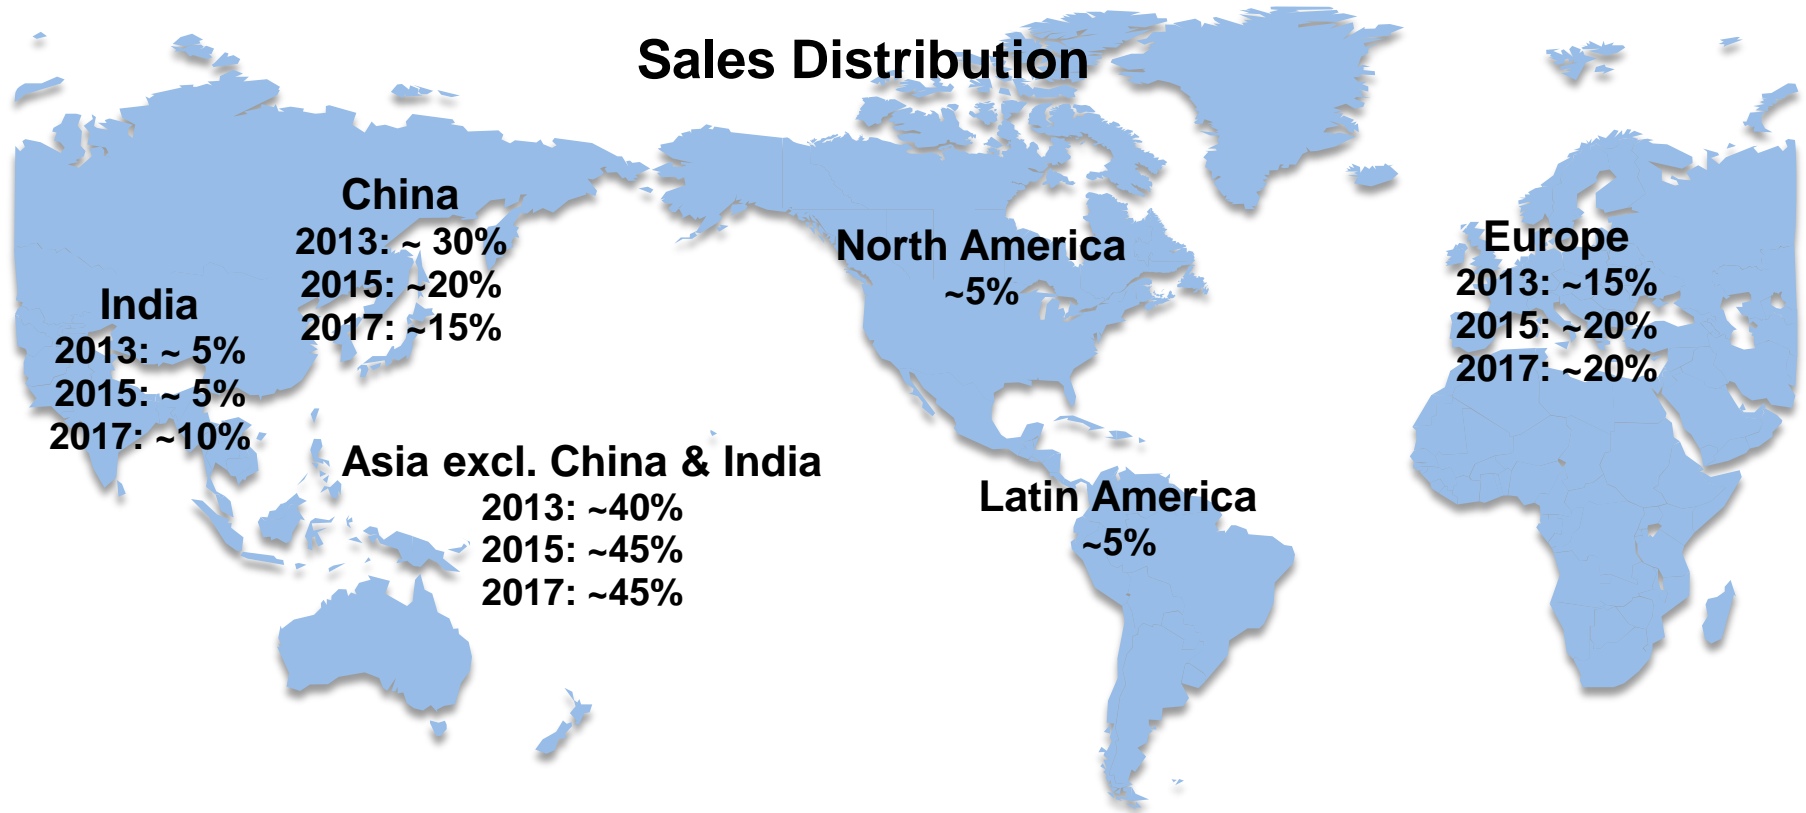 Sales Distribution
China
2013: ~ 30%
2015: ~20%
2017: ~15%
India
2013: ~ 5%
2015: ~ 5%
2017: ~10%
Asia excl. China & India
2013: ~40%
2015: ~45%
2017: ~45%
North America
~5%
Latin America
~5%
Europe
2013: ~15%
2015: ~20%
2017: ~20%